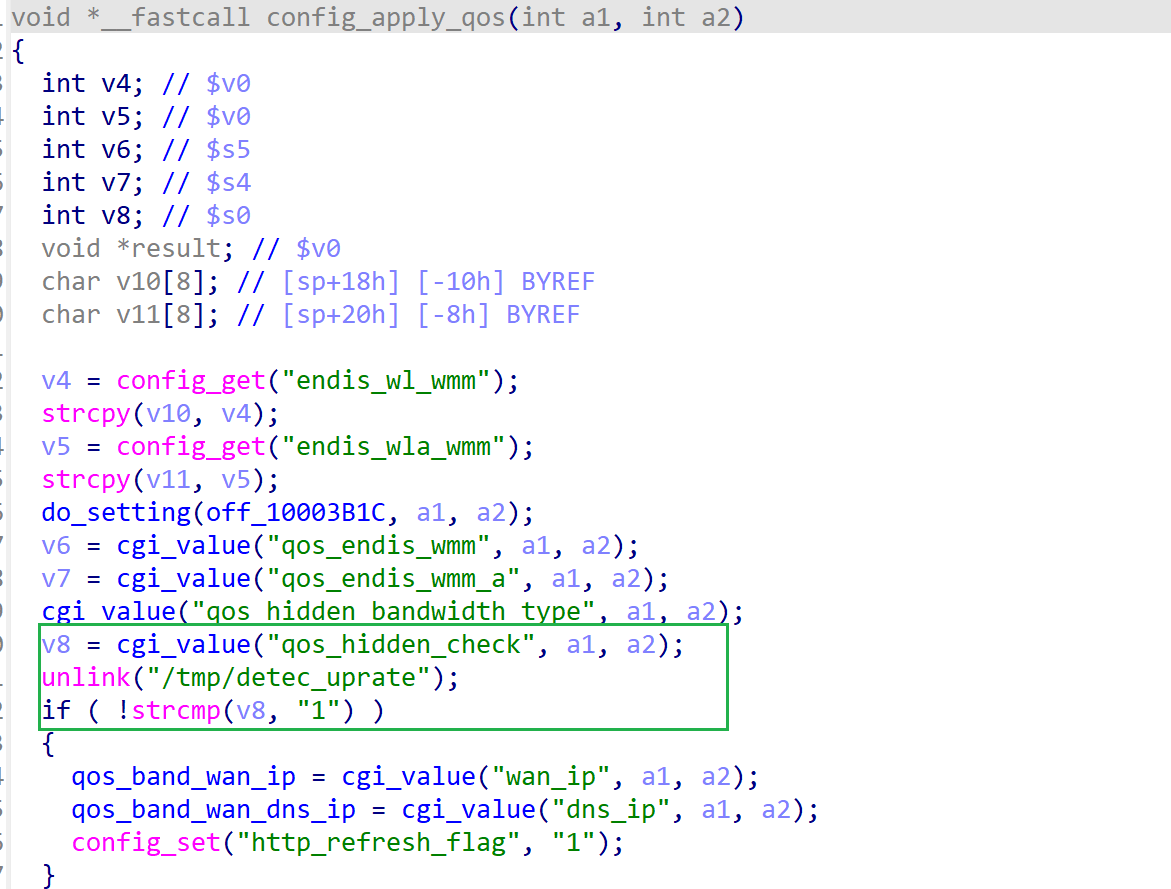 void *__fastcall config_apply_qos(int a1, int a2)
{
int v4; // $v0
int v5; // $v0
int v6; // $s5
int v7; // $s4
int v8; // $s0
void *result; // $v0
char v10[8]; // [sp+18h] [-10h] BYREF
char v11[8]; // [sp+20h] [-8h] BYREF
v4 = config_get("endis_wl_wmm");
strcpy(v10, v4);
v5 = config_get("endis_wla_wmm");
strcpy(v11, v5);
do_setting(off_10003B1C, a1, a2);
v6 = cgi_value("qos_endis_wmm", a1, a2);
v7 = cgi_value("qos_endis_wmm_a", a1, a2);
cgi_value("qos_hidden_bandwidth_type", a1, a2);
v8 = cgi_value("qos_hidden_check", a1, a2);
unlink("/tmp/detec_uprate");
if ( !strcmp(v8, "1") )
{
qos_band_wan_ip = cgi_value("wan_ip", a1, a2);
qos_band_wan_dns_ip = cgi_value("dns_ip", a1, a2);
config_set("http_refresh_flag", "1");
}